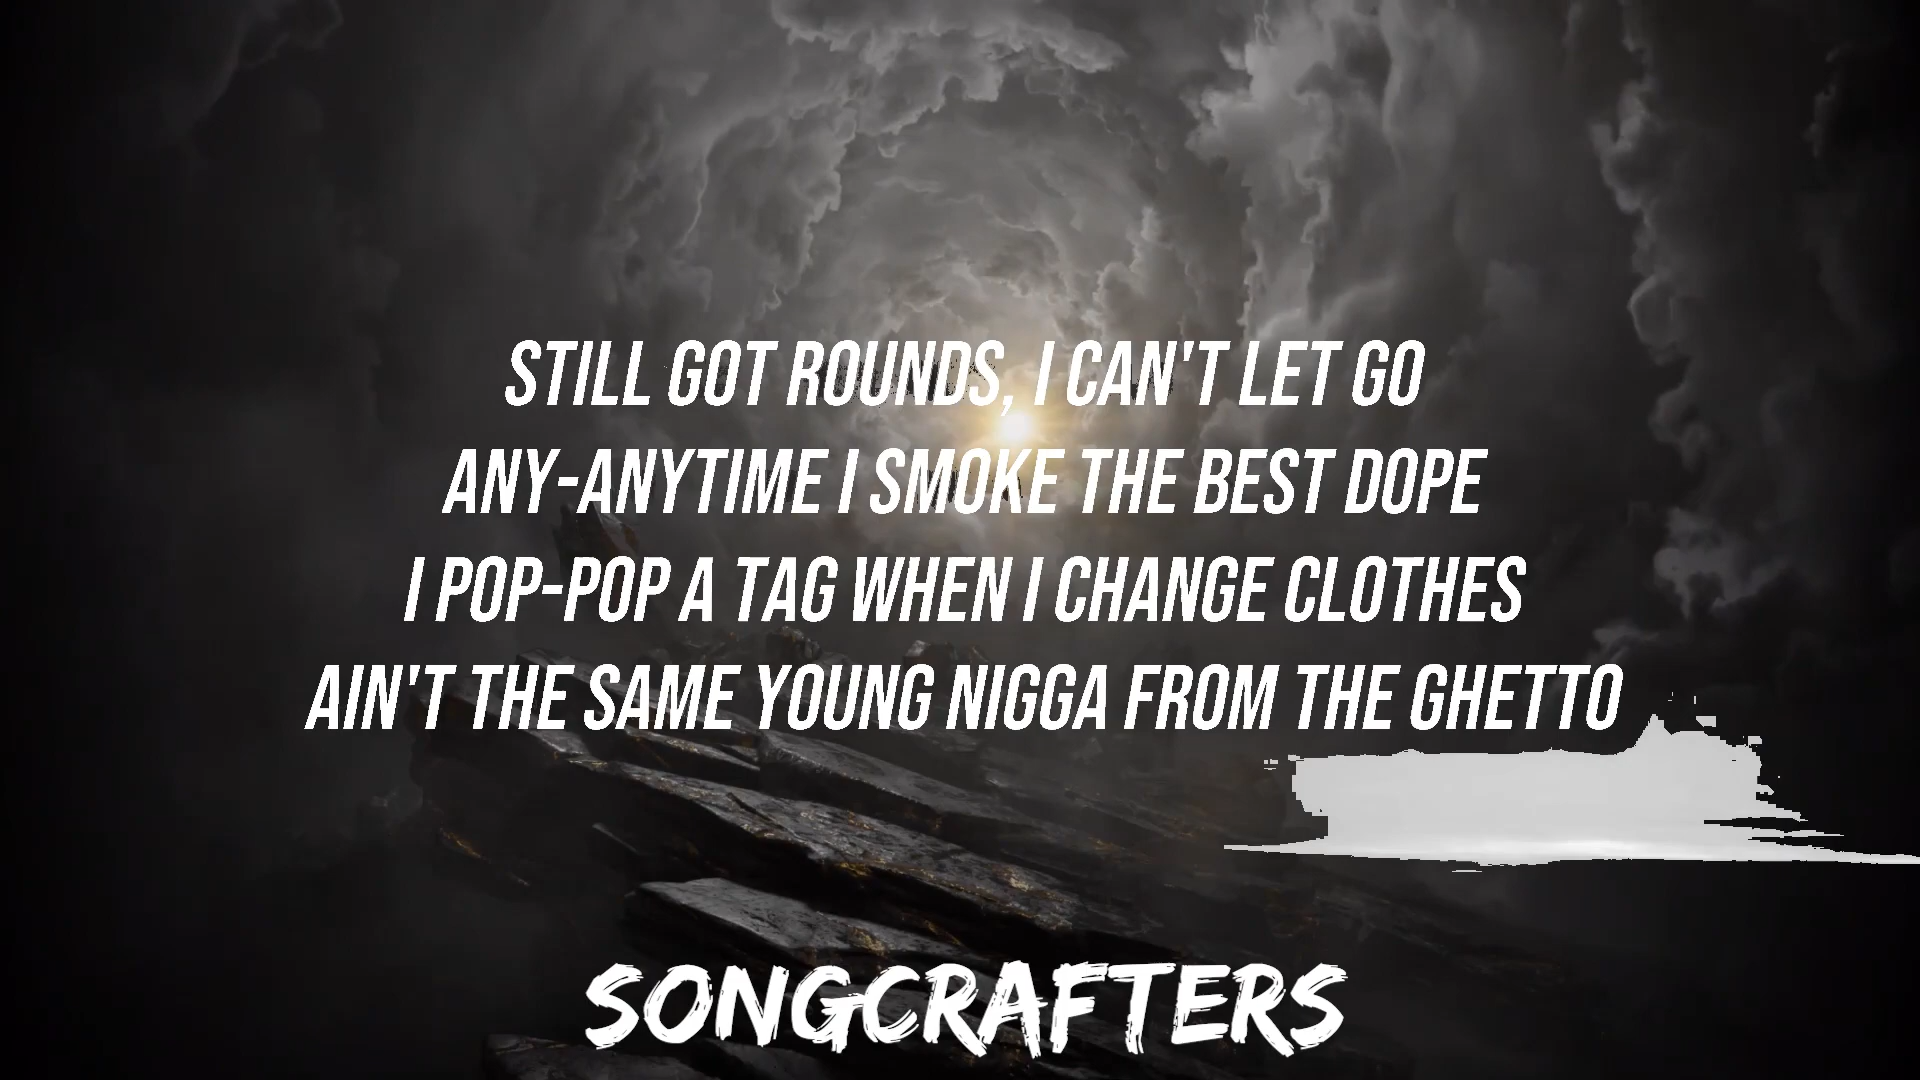 STILL GOT ROUNDS, I CAN'T LET GO
ANY-ANYTIME I SMOKE THE BEST DOPE
I POP-POP A TAG WHEN I CHANGE CLOTHES
AIN'T THE SAME YOUNG NIGGA FROM THE GHETTO
SONGCRAFTERS